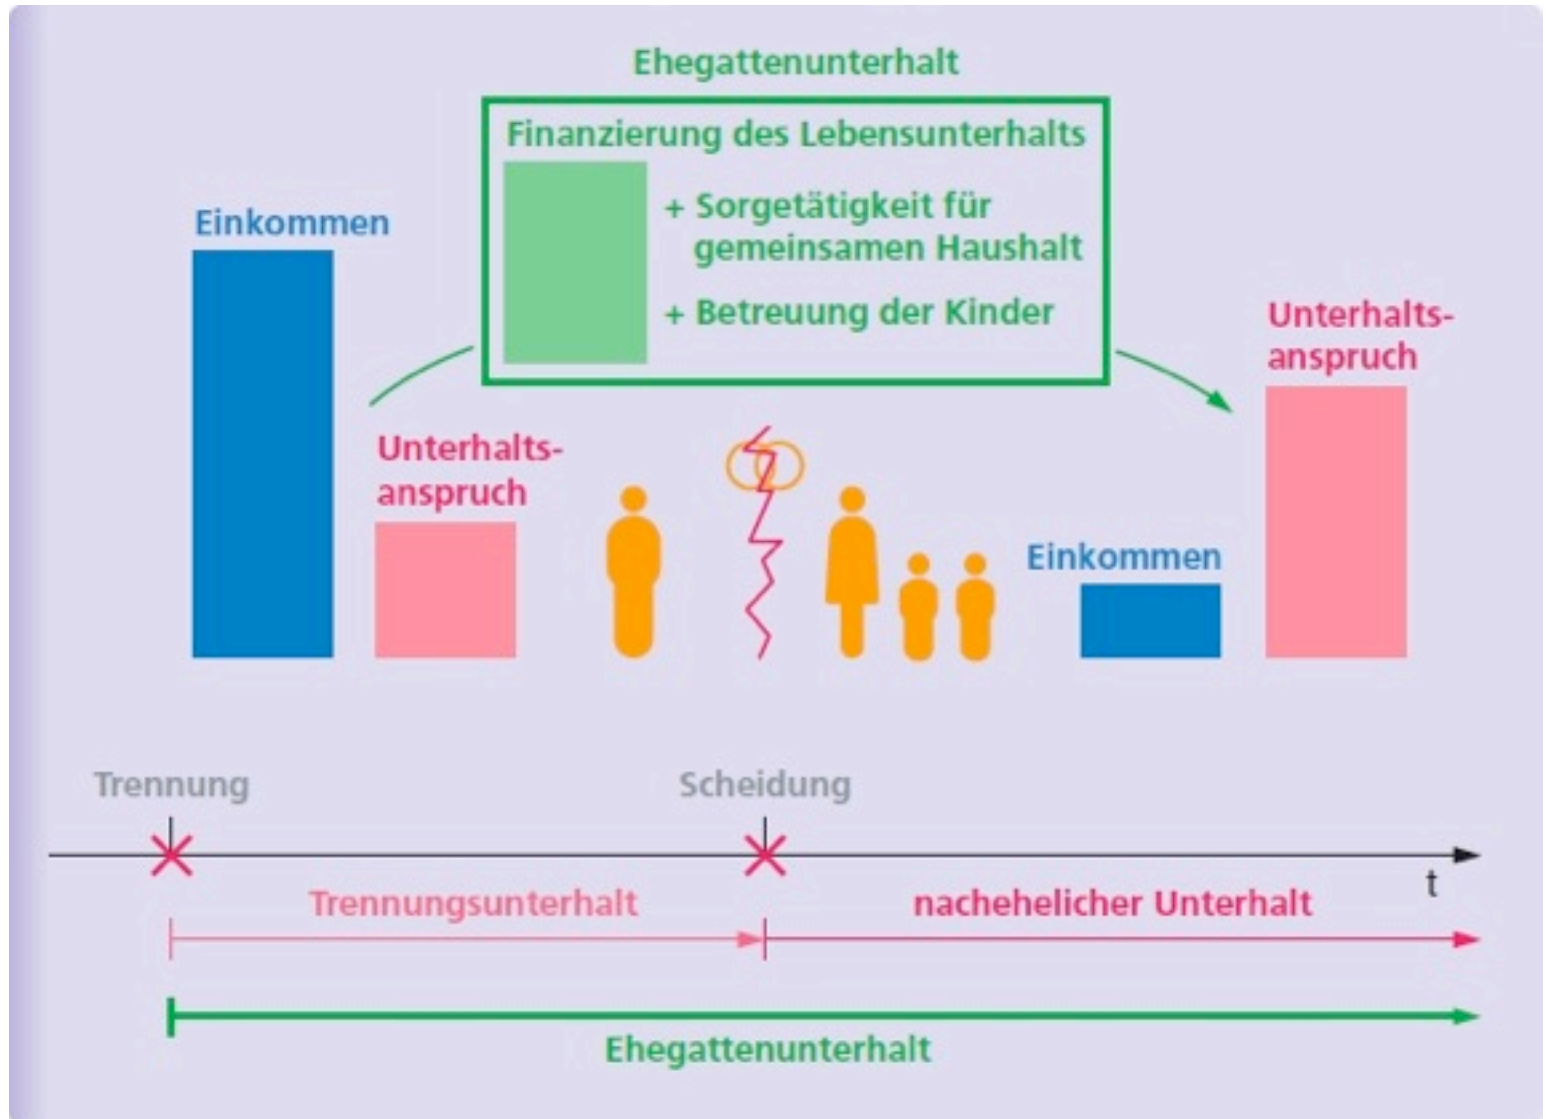 Ehegattenunterhalt
Finanzierung des Lebensunterhalts
+ Sorgetätigkeit für
gemeinsamen Haushalt
+ Betreuung der Kinder
Einkommen
Unterhalts-
anspruch
Einkommen
Unterhalts-
anspruch
Trennung
Scheidung
t
Trennungsunterhalt
nachehelicher Unterhalt
Ehegattenunterhalt